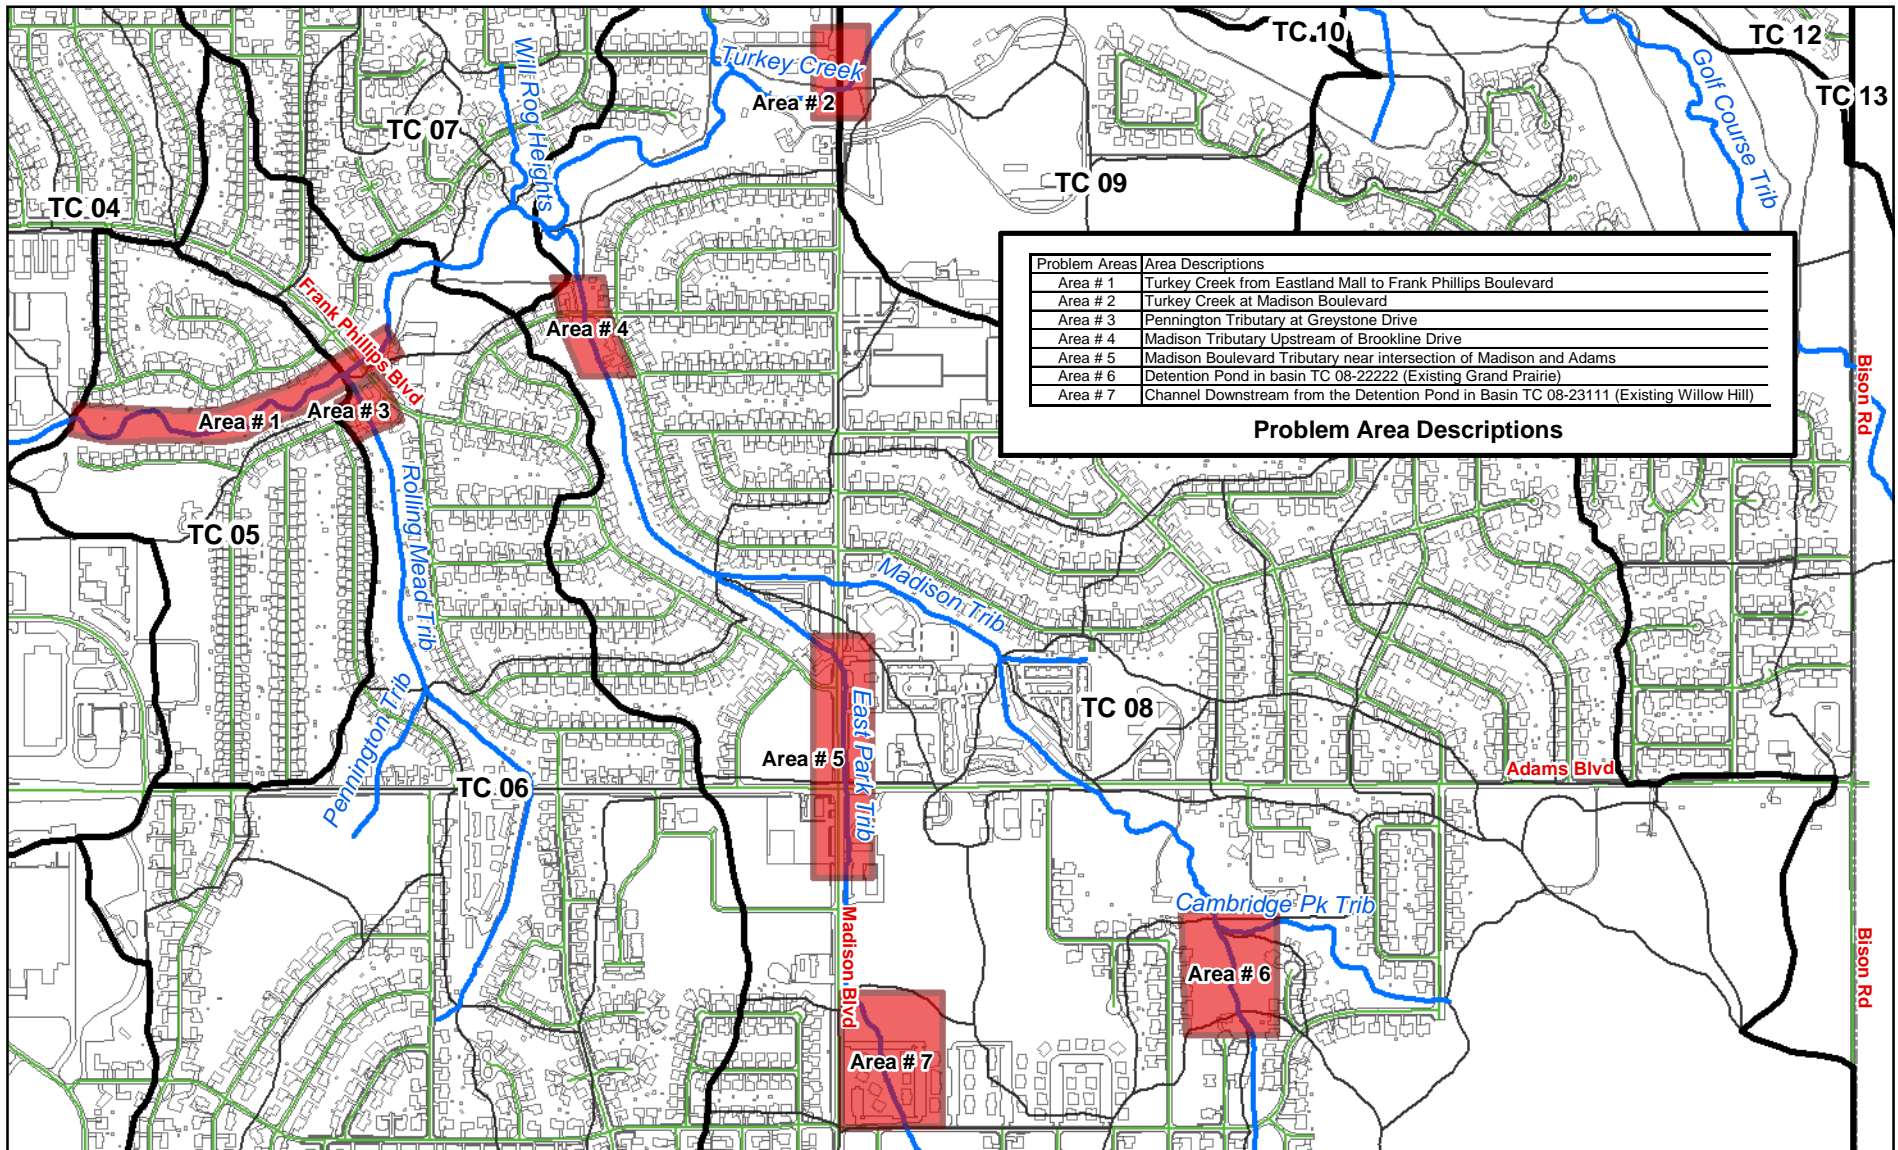 TC 10
TC 12
Turkey Creek
Will Rog Heights
Golf Course Trib
Area # 2
TC 13
TC 07
TC 09
TC 04
Problem Areas Area Descriptions
Area # 1 Turkey Creek from Eastland Mall to Frank Phillips Boulevard
Area # 2 Turkey Creek at Madison Boulevard
Area # 3 Pennington Tributary at Greystone Drive
Area # 4 Madison Tributary Upstream of Brookline Drive
Area # 5 Madison Boulevard Tributary near intersection of Madison and Adams
Area # 6 Detention Pond in basin TC 08-22222 (Existing Grand Prairie)
Area # 7 Channel Downstream from the Detention Pond in Basin TC 08-23111 (Existing Willow Hill)
Problem Area Descriptions
Frank Phillips Blvd
Area # 4
Bison Rd
Area # 1
Area # 3
TC 05
Rolling Mead Trib
Madison Trib
Pennington Trib
East Park Trib
TC 08
Area # 5
Adams Blvd
TC 06
Cambridge Pk Trib
Madison Blvd
Area # 6
Bison Rd
Area # 7